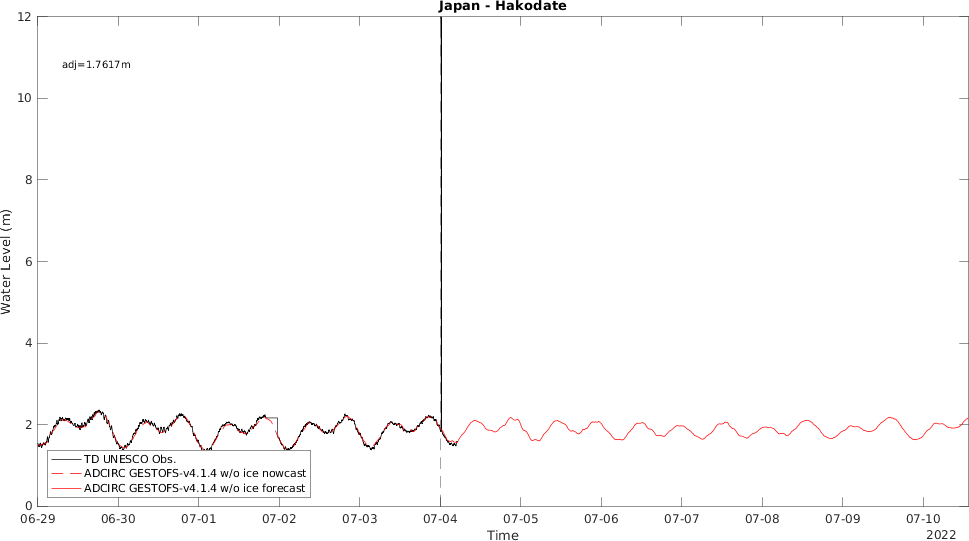 Japan - Hakodate
12
adj=1.7617m
10
8
6
4
2
0
Water Level (m)
TD UNESCO Obs.
ADCIRC GESTOFS-v4.1.4 w/o ice nowcast
ADCIRC GESTOFS-v4.1.4 w/o ice forecast
06-29 06-30 07-01 07-02 07-03 07-04 07-05 07-06 07-07 07-08 07-09 07-10
Time
2022